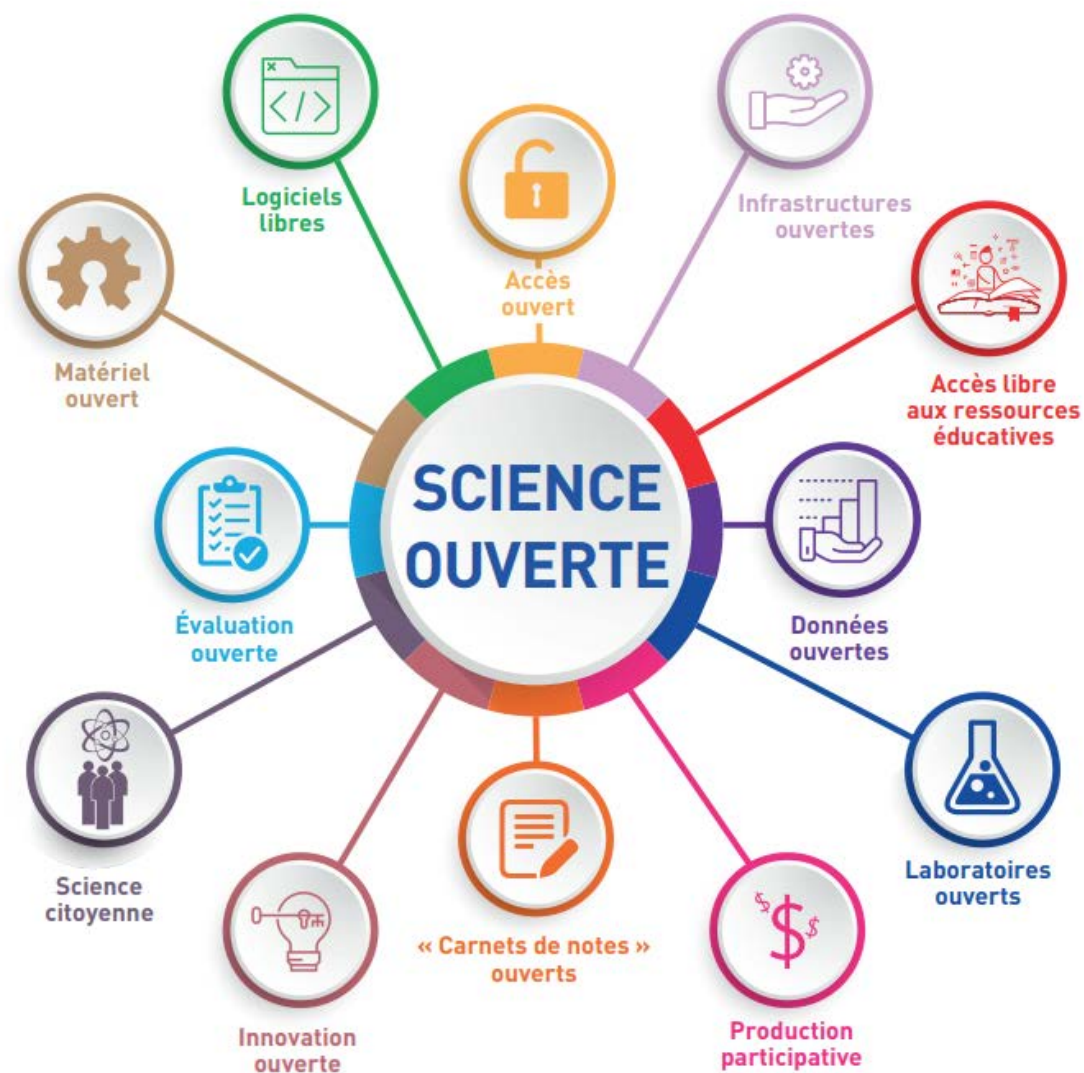 Logiciels
libres
Accès
ouvert
Infrastructures
ouvertes
Matériel
ouvert
Accès libre
aux ressources
éducatives
SCIENCE
OUVERTE
Évaluation
ouverte
Données
ouvertes
Science
citoyenne
Laboratoires
ouverts
« Carnets de notes »
ouverts
Innovation
ouverte
Production
participative